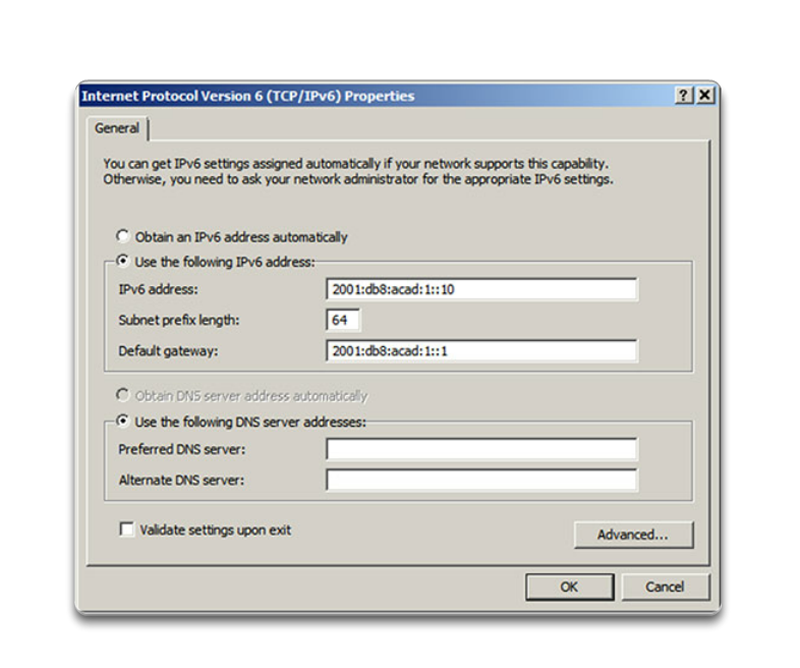 Internet Protocol Version 6 (TCP/IPv6) Properties
General
You can get IPv6 settings assigned automatically if your network supports this capability.
Otherwise, you need to ask your network administrator for the appropriate IPv6 settings.
Obtain an IPv6 address automatically
Use the following IPv6 address:
IPv6 address: 2001:db8:acad:1::10
Subnet prefix length: 64
Default gateway: 2001:db8:acad:1::1
Obtain DNS server address automatically
Use the following DNS server addresses:
Preferred DNS server:
Alternate DNS server:
Validate settings upon exit
Advanced...
OK Cancel